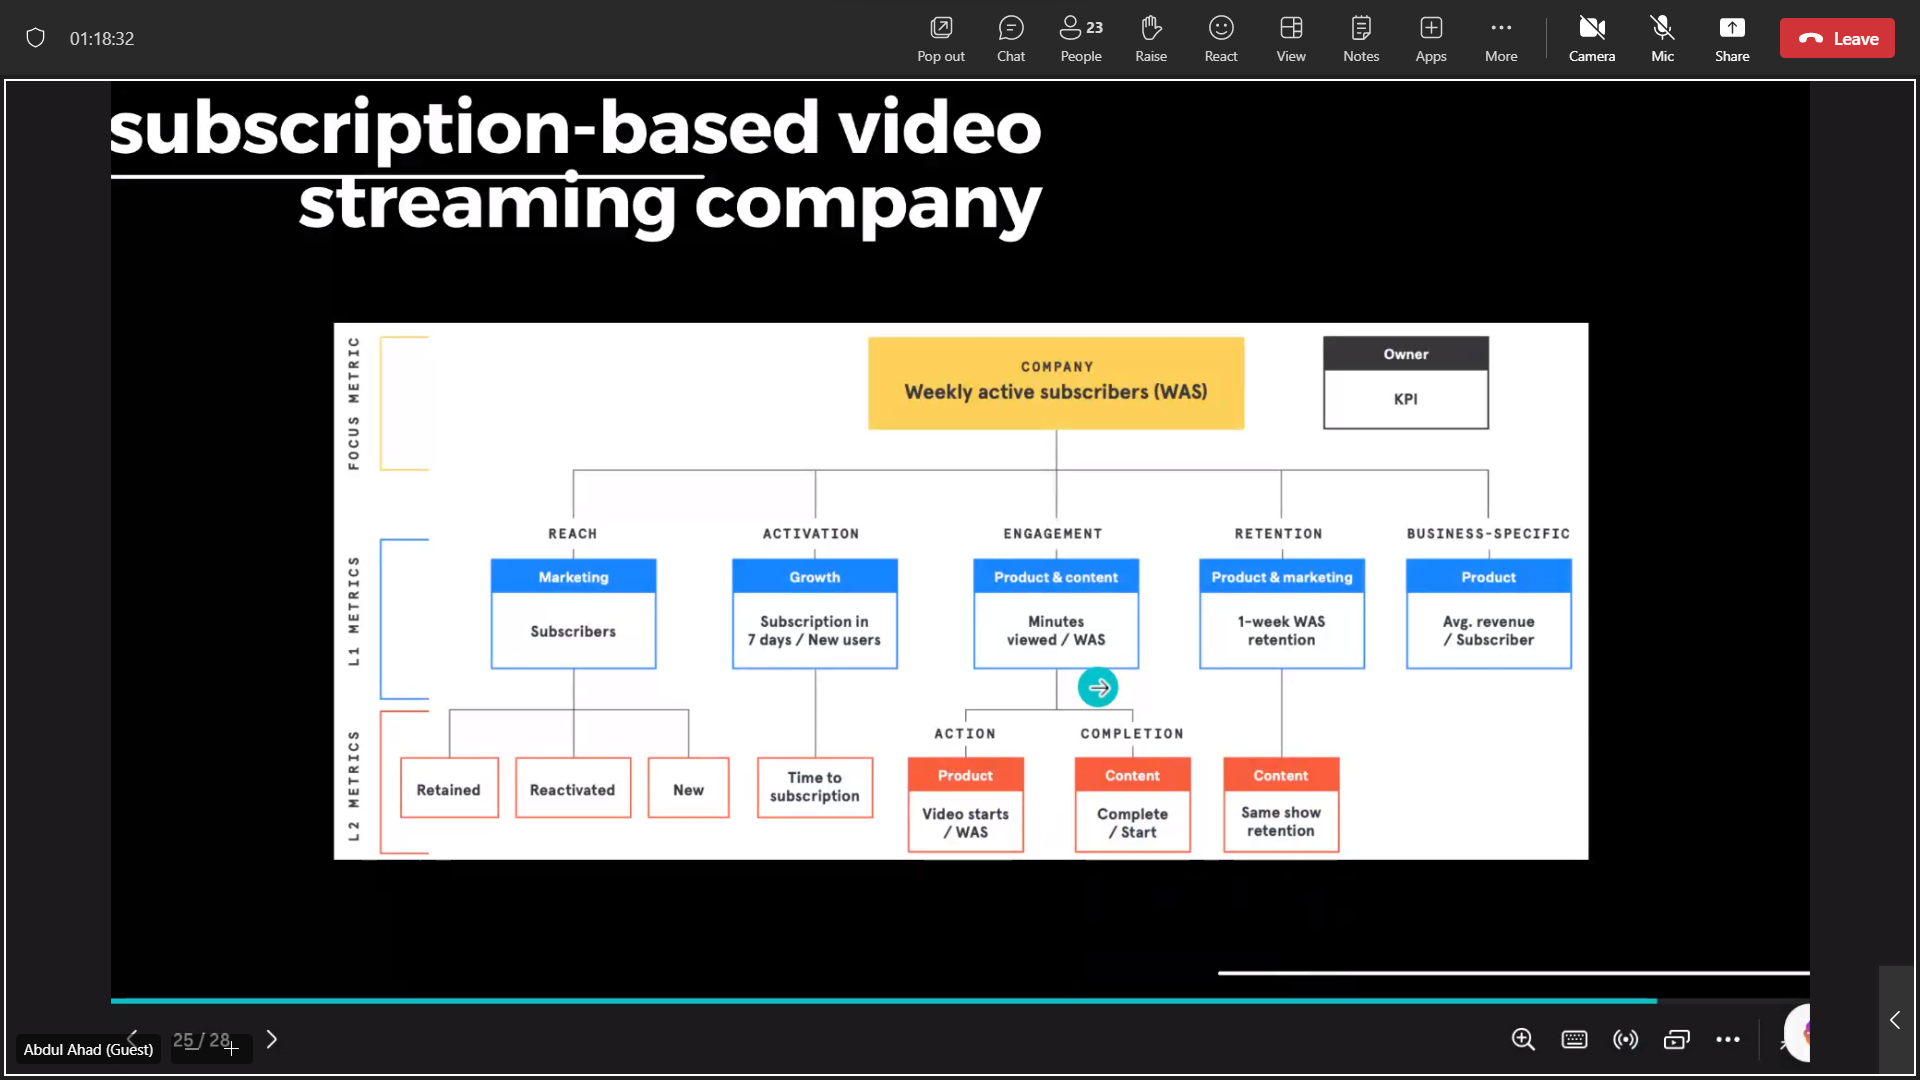 01:18:32
Pop out
Chat
23
People
Raise
React
View
Notes
Apps
More
Camera
Mic
Share
Leave
subscription-based video
streaming company
FOCUS METRIC
COMPANY
Weekly active subscribers (WAS)
Owner
KPI
L1 METRICS
REACH
Marketing
Subscribers
ACTIVATION
Growth
Subscription in
7 days / New users
ENGAGEMENT
Product & content
Minutes
viewed / WAS
RETENTION
Product & marketing
1-week WAS
retention
BUSINESS-SPECIFIC
Product
Avg. revenue
/ Subscriber
L2 METRICS
Retained
Reactivated
New
Time to
subscription
ACTION
Product
Video starts
/ WAS
COMPLETION
Content
Complete
/ Start
Content
Same show
retention
Abdul Ahad (Guest)
25 / 28